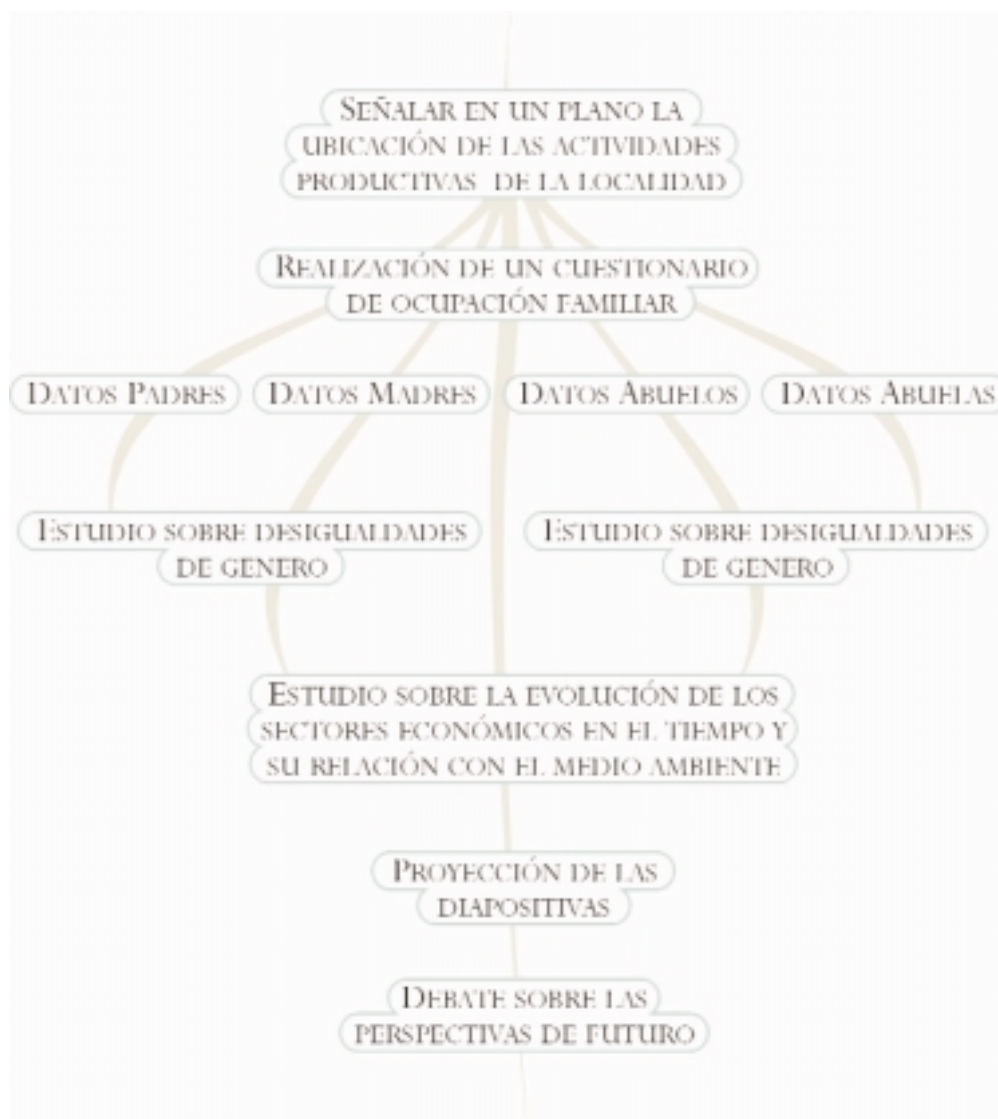 SEÑALAR EN UN PLANO LA
UBICACIÓN DE LAS ACTIVIDADES
PRODUCTIVAS DE LA LOCALIDAD
REALIZACIÓN DE UN CUESTIONARIO
DE OCUPACIÓN FAMILIAR
DATOS PADRES
DATOS MADRES
DATOS ABUELOS
DATOS ABUELAS
ESTUDIO SOBRE DESIGUALDADES
DE GENERO
ESTUDIO SOBRE DESIGUALDADES
DE GENERO
ESTUDIO SOBRE LA EVOLUCIÓN DE LOS
SECTORES ECONÓMICOS EN EL TIEMPO Y
SU RELACIÓN CON EL MEDIO AMBIENTE
PROYECCIÓN DE LAS
DIAPOSITIVAS
DEBATE SOBRE LAS
PERSPECTIVAS DE FUTURO